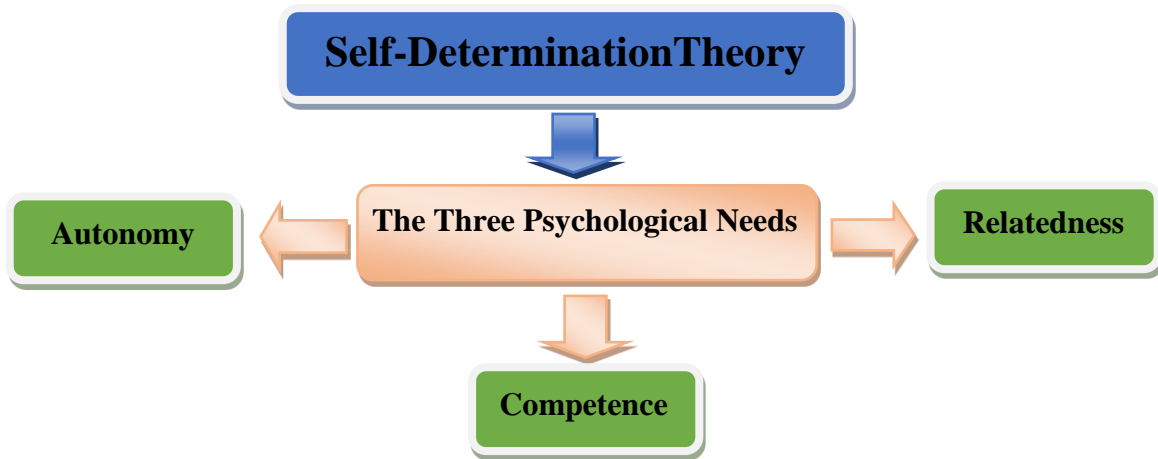 Self-DeterminationTheory
The Three Psychological Needs
Autonomy
Relatedness
Competence